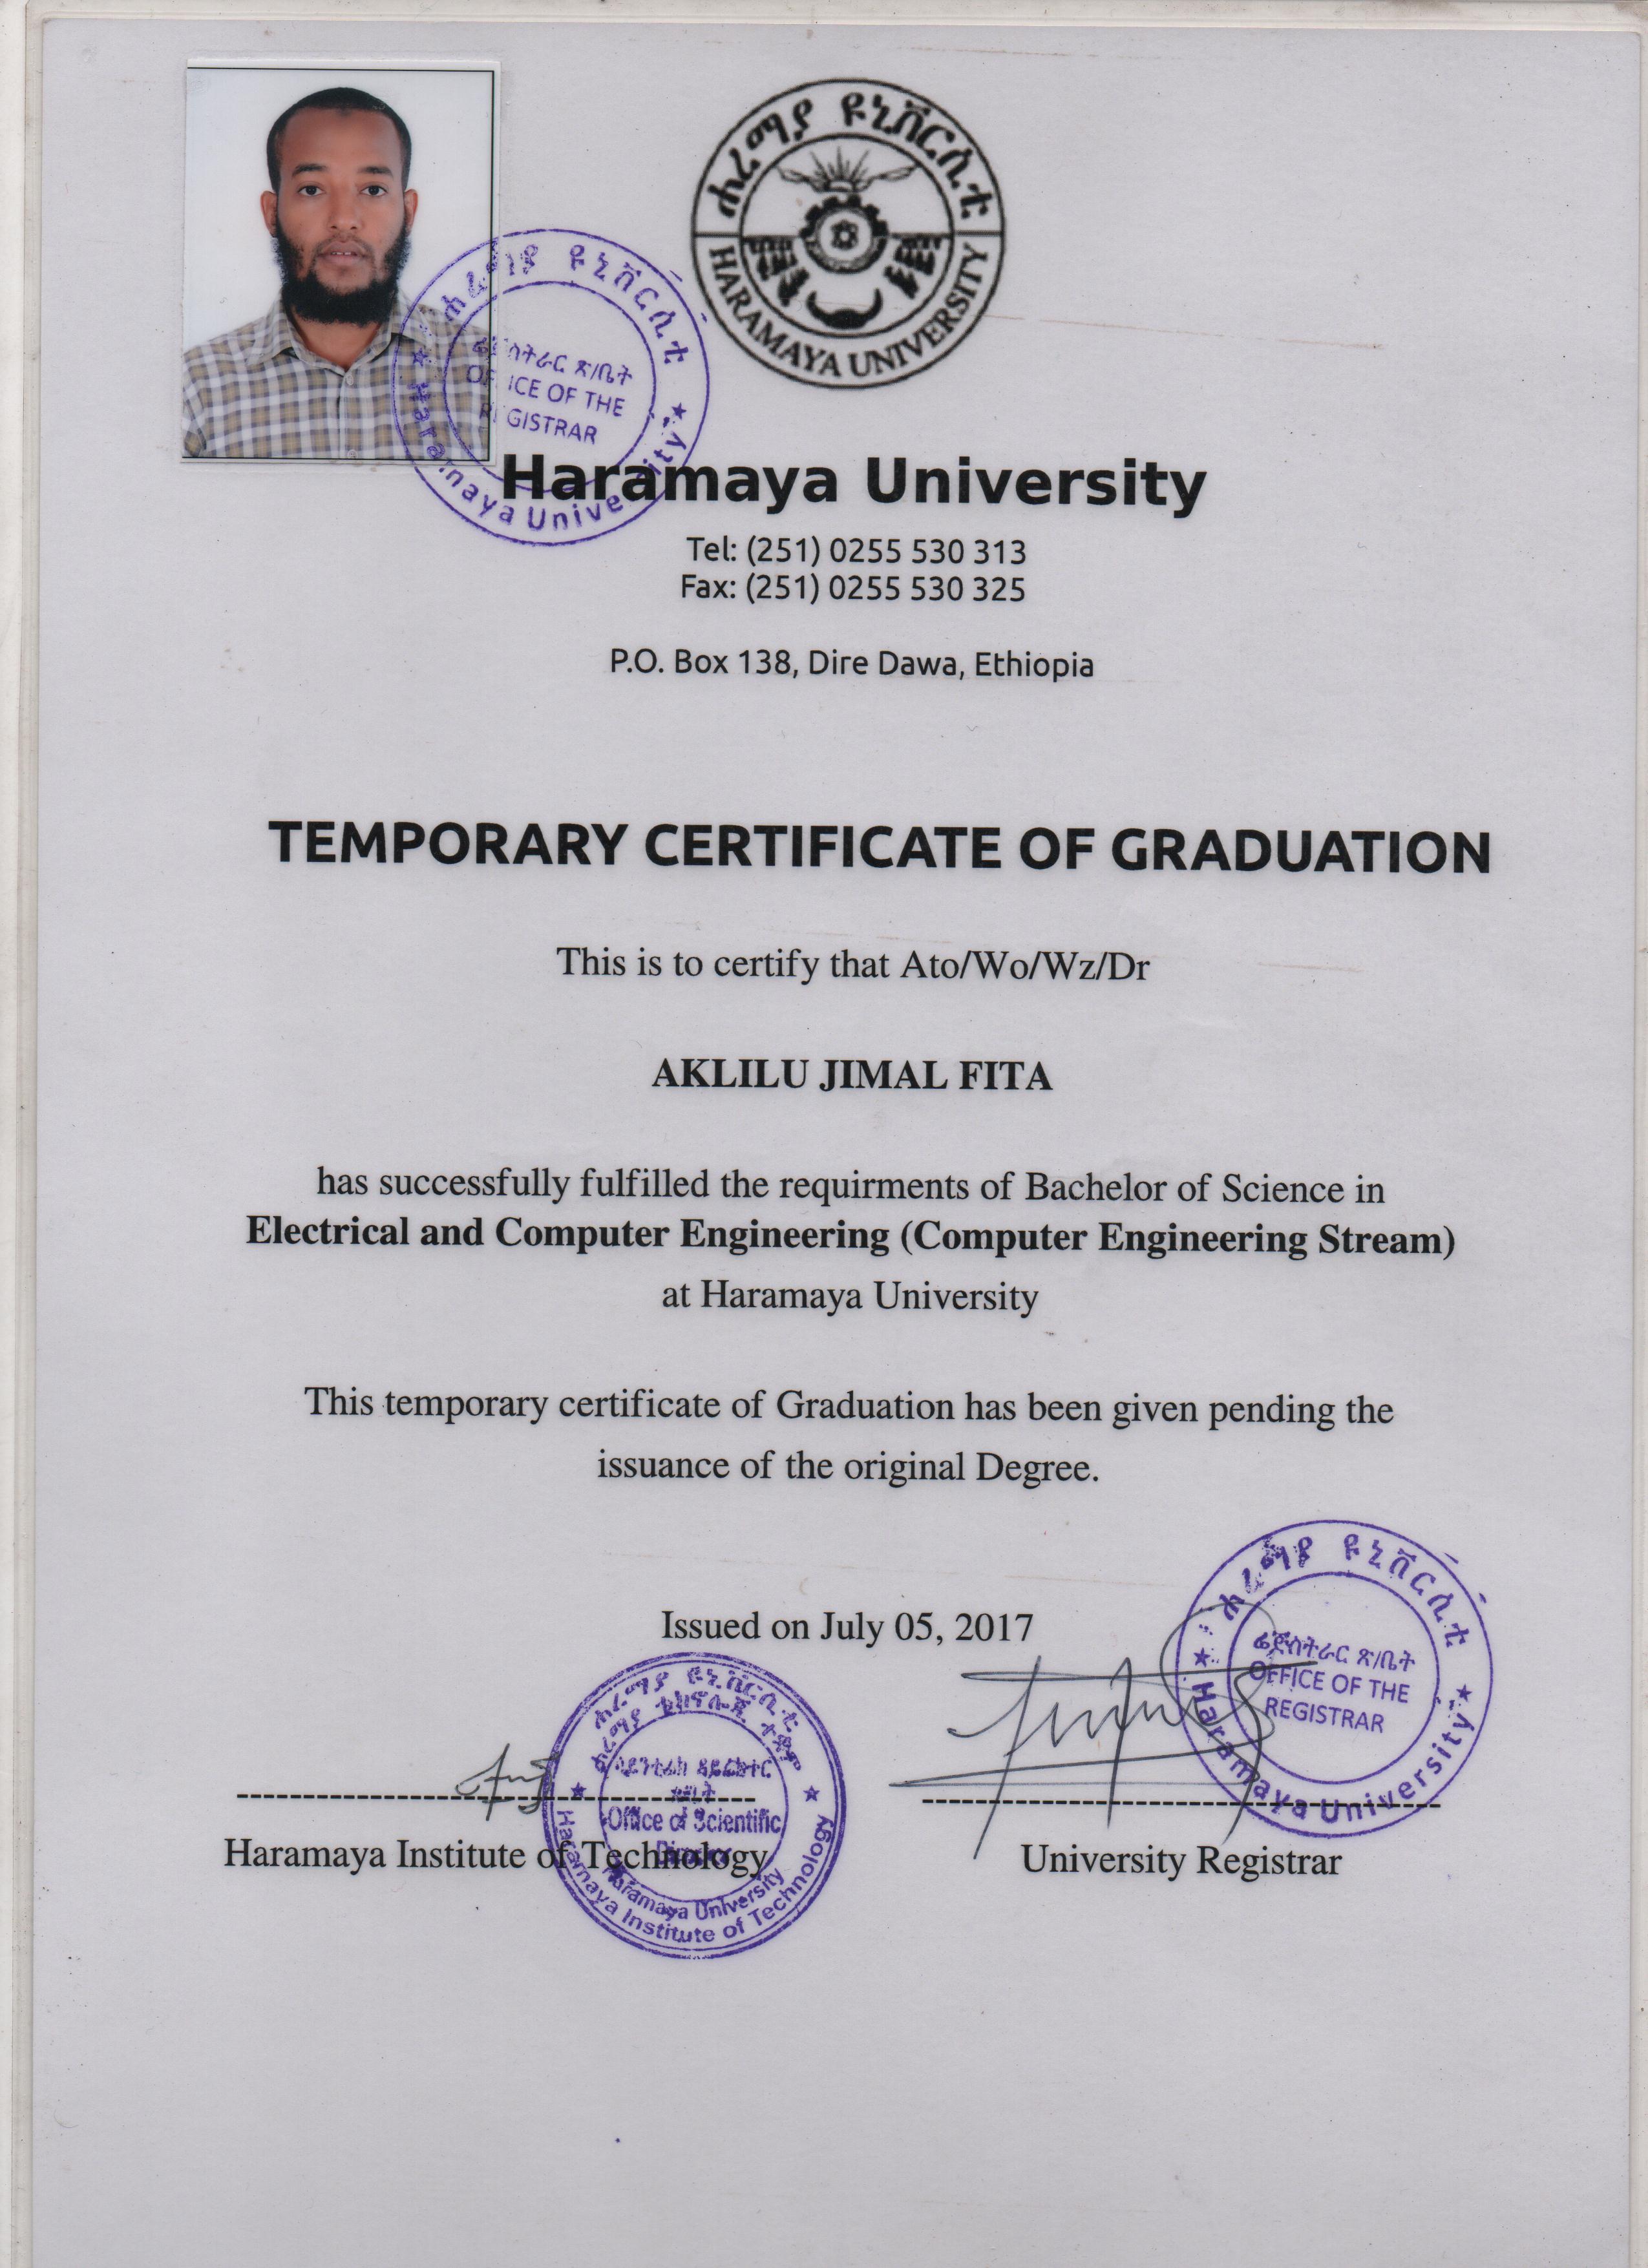 ሐረማያ ዩኒቨርሲቲ
HARAMAYA UNIVERSITY
ሐረማያ ዩኒቨርሲቲ
ሬጅስትራር ጽ/ቤት
OFFICE OF THE
REGISTRAR
Haramaya University
Haramaya University
Tel: (251) 0255 530 313
Fax: (251) 0255 530 325
P.O. Box 138, Dire Dawa, Ethiopia
TEMPORARY CERTIFICATE OF GRADUATION
This is to certify that Ato/Wo/Wz/Dr
AKLILU JIMAL FITA
has successfully fulfilled the requirments of Bachelor of Science in
Electrical and Computer Engineering (Computer Engineering Stream)
at Haramaya University
This temporary certificate of Graduation has been given pending the
issuance of the original Degree.
Issued on July 05, 2017
ሐረማያ ዩኒቨርሲቲ
ሬጅስትራር ጽ/ቤት
OFFICE OF THE
REGISTRAR
Haramaya University
ሐረማያ ዩኒቨርሲቲ
Office of Scientific
Haramaya University
Haramaya Institute of Technology
Haramaya Institute of Technology
University Registrar